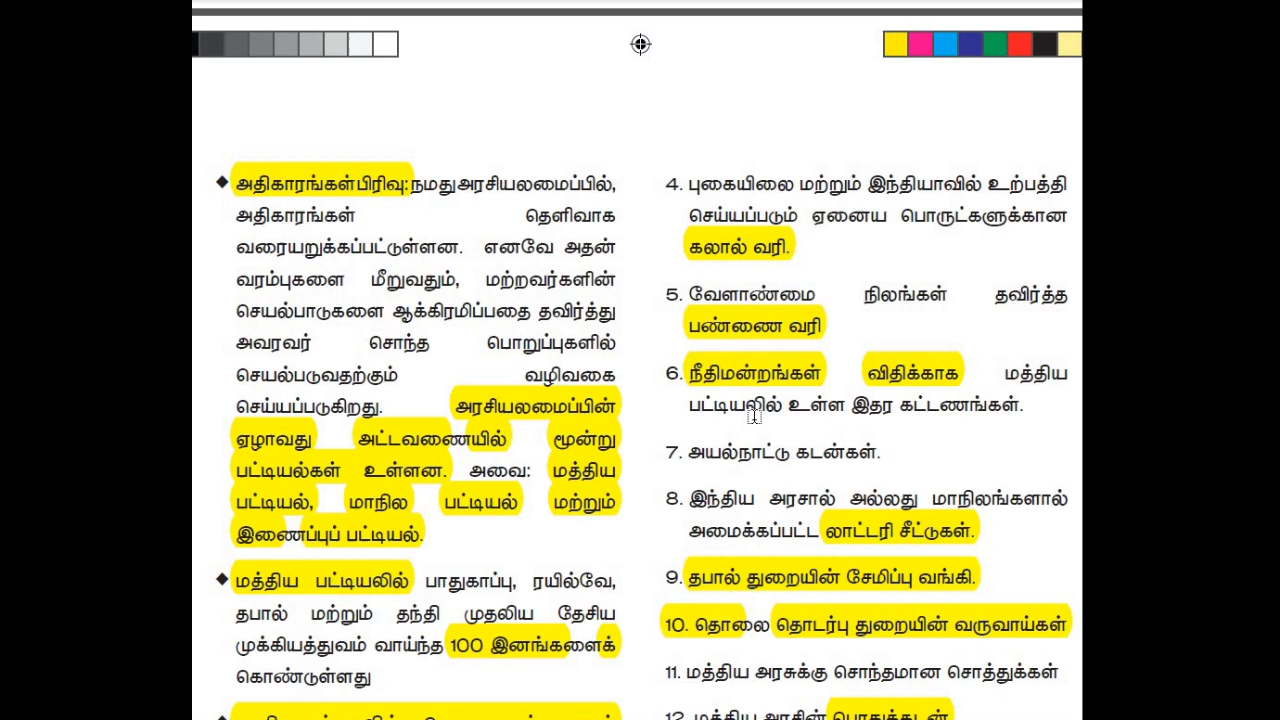 ◆ அதிகாரங்கள்பிரிவு:நமதுஅரசியலமைப்பில்,
அதிகாரங்கள் தெளிவாக
வரையறுக்கப்பட்டுள்ளன. எனவே அதன்
வரம்புகளை மீறுவதும், மற்றவர்களின்
செயல்பாடுகளை ஆக்கிரமிப்பதை தவிர்த்து
அவரவர் சொந்த பொறுப்புகளில்
செயல்படுவதற்கும் வழிவகை
செய்யப்படுகிறது. அரசியலமைப்பின்
ஏழாவது அட்டவணையில் மூன்று
பட்டியல்கள் உள்ளன. அவை: மத்திய
பட்டியல், மாநில பட்டியல் மற்றும்
இணைப்புப் பட்டியல்.
◆ மத்திய பட்டியலில் பாதுகாப்பு, ரயில்வே,
தபால் மற்றும் தந்தி முதலிய தேசிய
முக்கியத்துவம் வாய்ந்த 100 இனங்களைக்
கொண்டுள்ளது
4. புகையிலை மற்றும் இந்தியாவில் உற்பத்தி
செய்யப்படும் ஏனைய பொருட்களுக்கான
கலால் வரி.
5. வேளாண்மை நிலங்கள் தவிர்த்த
பண்ணை வரி
6. நீதிமன்றங்கள் விதிக்காக மத்திய
பட்டியலில் உள்ள இதர கட்டணங்கள்.
7. அயல்நாட்டு கடன்கள்.
8. இந்திய அரசால் அல்லது மாநிலங்களால்
அமைக்கப்பட்ட லாட்டரி சீட்டுகள்.
9. தபால் துறையின் சேமிப்பு வங்கி.
10. தொலை தொடர்பு துறையின் வருவாய்கள்
11. மத்திய அரசுக்கு சொந்தமான சொத்துக்கள்
12. மத்திய அரசின் பொதுக்கடன்